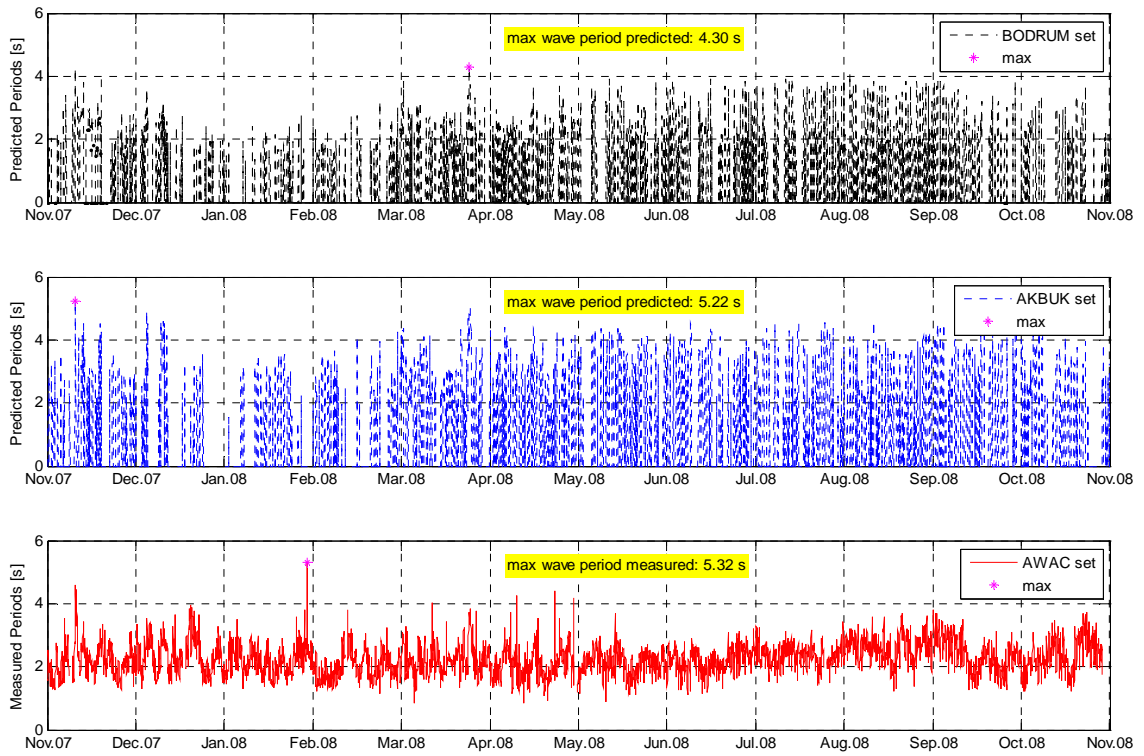 6
max wave period predicted: 4.30 s
BODRUM set
max
4
2
0
Predicted Periods [s]
Nov.07 Dec.07 Jan.08 Feb.08 Mar.08 Apr.08 May.08 Jun.08 Jul.08 Aug.08 Sep.08 Oct.08 Nov.08
6
max wave period predicted: 5.22 s
AKBUK set
max
4
2
0
Predicted Periods [s]
Nov.07 Dec.07 Jan.08 Feb.08 Mar.08 Apr.08 May.08 Jun.08 Jul.08 Aug.08 Sep.08 Oct.08 Nov.08
6
max wave period measured: 5.32 s
AWAC set
max
4
2
0
Measured Periods [s]
Nov.07 Dec.07 Jan.08 Feb.08 Mar.08 Apr.08 May.08 Jun.08 Jul.08 Aug.08 Sep.08 Oct.08 Nov.08